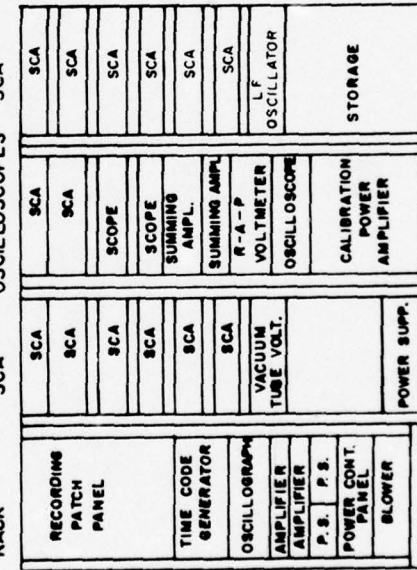 RACK
RECORDING
PATCH
PANEL
TIME CODE
GENERATOR
OSCILLOGRAPH
AMPLIFIER
AMPLIFIER
P.S. P.S.
POWER CONT.
PANEL
BLOWER
SCA
SCA
SCA
SCA
SCA
SCA
SCA
VACUUM
TUBE VOLT.
POWER SUPP.
OSCILLOSCOPES
SCA
SCA
SCOPE
SCOPE
SUMMING
AMPL.
SUMMING AMPL
R-A-P
VOLTMETER
OSCILLOSCOPE
CALIBRATION
POWER
AMPLIFIER
SCA
SCA
SCA
SCA
SCA
SCA
SCA
LF
OSCILLATOR
STORAGE